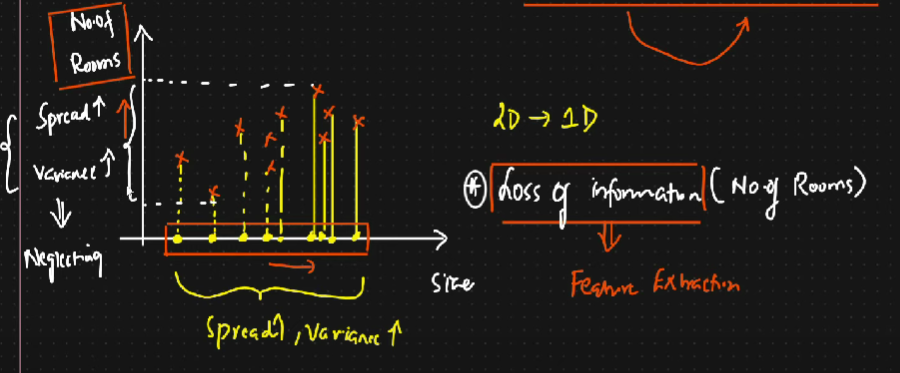 No. of
Rooms
Spread↑
Variance↑
⇓
Neglecting
Size
Spread↑, Variance↑
2D → 1D
* Loss of information (No. of Rooms)
⇓
Feature Extraction